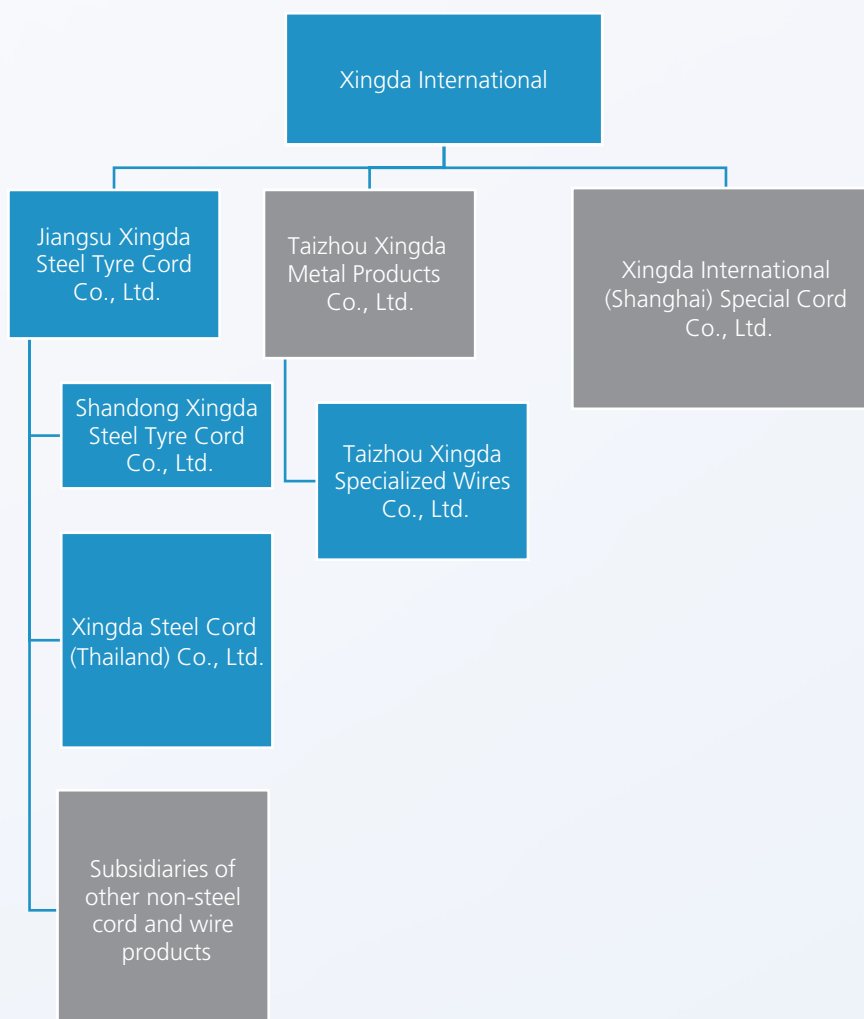 Xingda International
Jiangsu Xingda
Steel Tyre Cord
Co., Ltd.
Taizhou Xingda
Metal Products
Co., Ltd.
Xingda International
(Shanghai) Special Cord
Co., Ltd.
Shandong Xingda
Steel Tyre Cord
Co., Ltd.
Taizhou Xingda
Specialized Wires
Co., Ltd.
Xingda Steel Cord
(Thailand) Co., Ltd.
Subsidiaries of
other non-steel
cord and wire
products